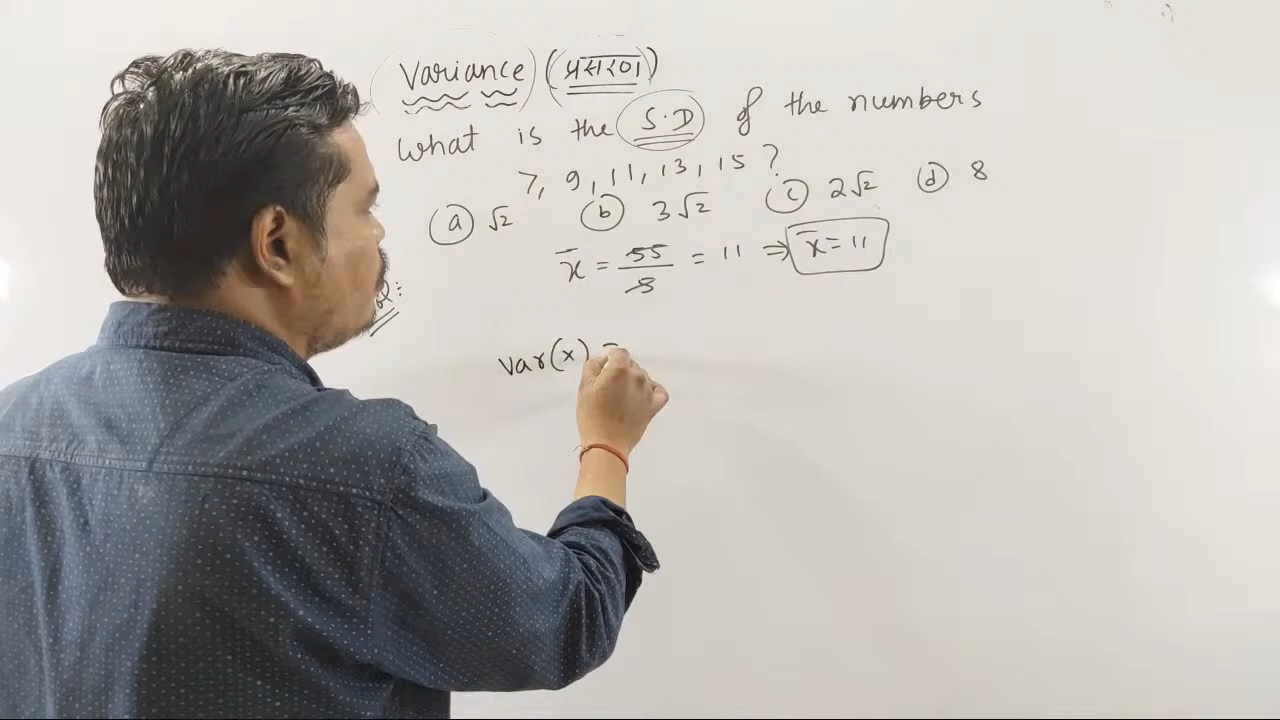 (Variance) (प्रसरण)
What is the S.D of the numbers
7, 9, 11, 13, 15 ?
(a) √2 (b) 3√2 (c) 2√2 (d) 8
x̄ = 55/5 = 11 ⇒ x̄ = 11
Var(x) =